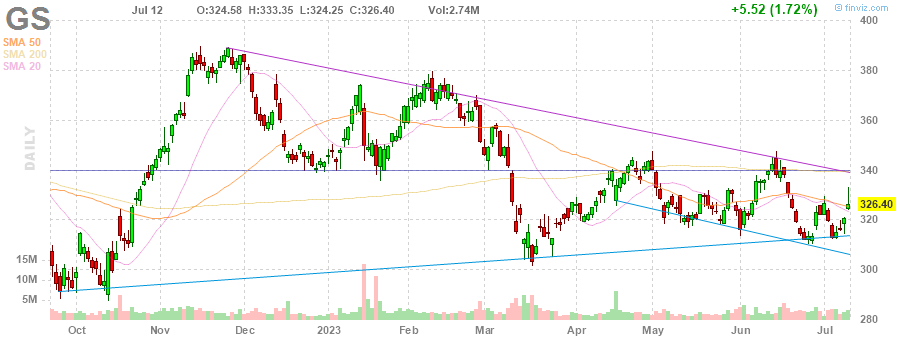 GS
Jul 12 O:324.58 H:333.35 L:324.25 C:326.40 Vol:2.74M
+5.52 (1.72%)
© finviz.com
SMA 50
SMA 200
SMA 20
DAILY
400
380
360
340
326.40
320
300
280
15M
10M
5M
Oct Nov Dec 2023 Feb Mar Apr May Jun Jul